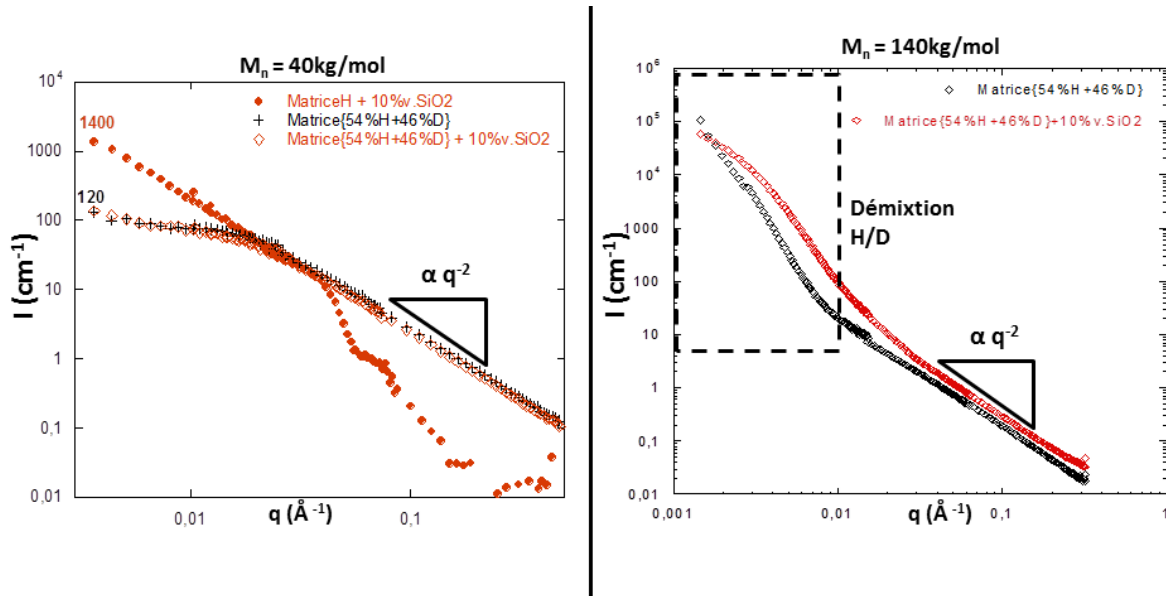 Mn = 40kg/mol
MatriceH + 10%v.SiO2
Matrice{54%H+46%D}
Matrice{54%H+46%D} + 10%v.SiO2
10⁴
1000
100
10
1
0,1
0,01
1400
120
α q⁻²
I (cm⁻¹)
0,01
0,1
q (Å⁻¹)
Mn = 140kg/mol
Matrice{54%H+46%D}
Matrice{54%H+46%D}+10%v.SiO2
10⁶
10⁵
10⁴
1000
100
10
1
0,1
0,01
Démixtion
H/D
α q⁻²
I (cm⁻¹)
0,001
0,01
0,1
1
q (Å⁻¹)